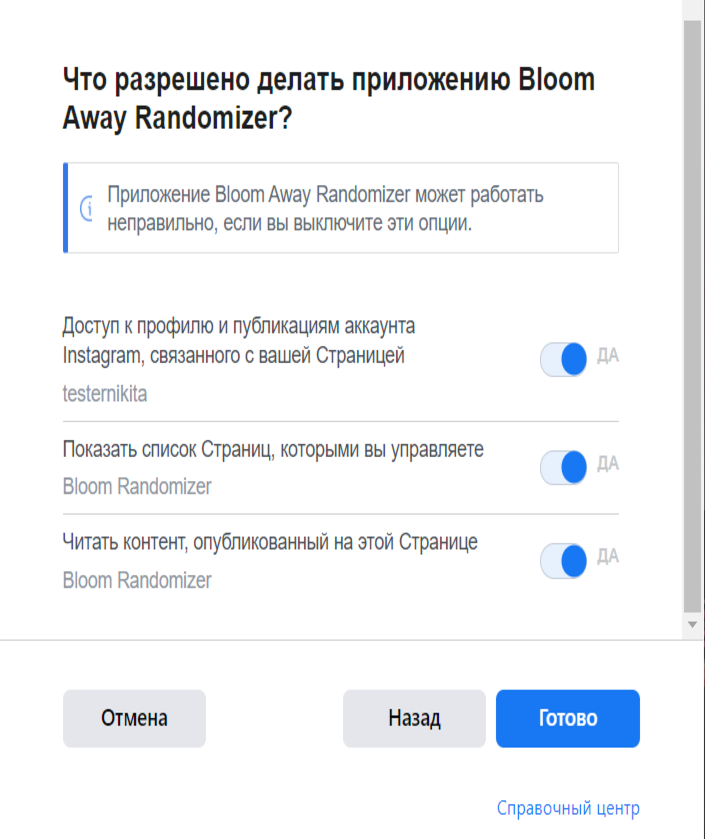 Что разрешено делать приложению Bloom
Away Randomizer?
Приложение Bloom Away Randomizer может работать
неправильно, если вы выключите эти опции.
Доступ к профилю и публикациям аккаунта
Instagram, связанного с вашей Страницей
ДА
testernikita
Показать список Страниц, которыми вы управляете
ДА
Bloom Randomizer
Читать контент, опубликованный на этой Странице
ДА
Bloom Randomizer
Отмена
Назад
Готово
Справочный центр